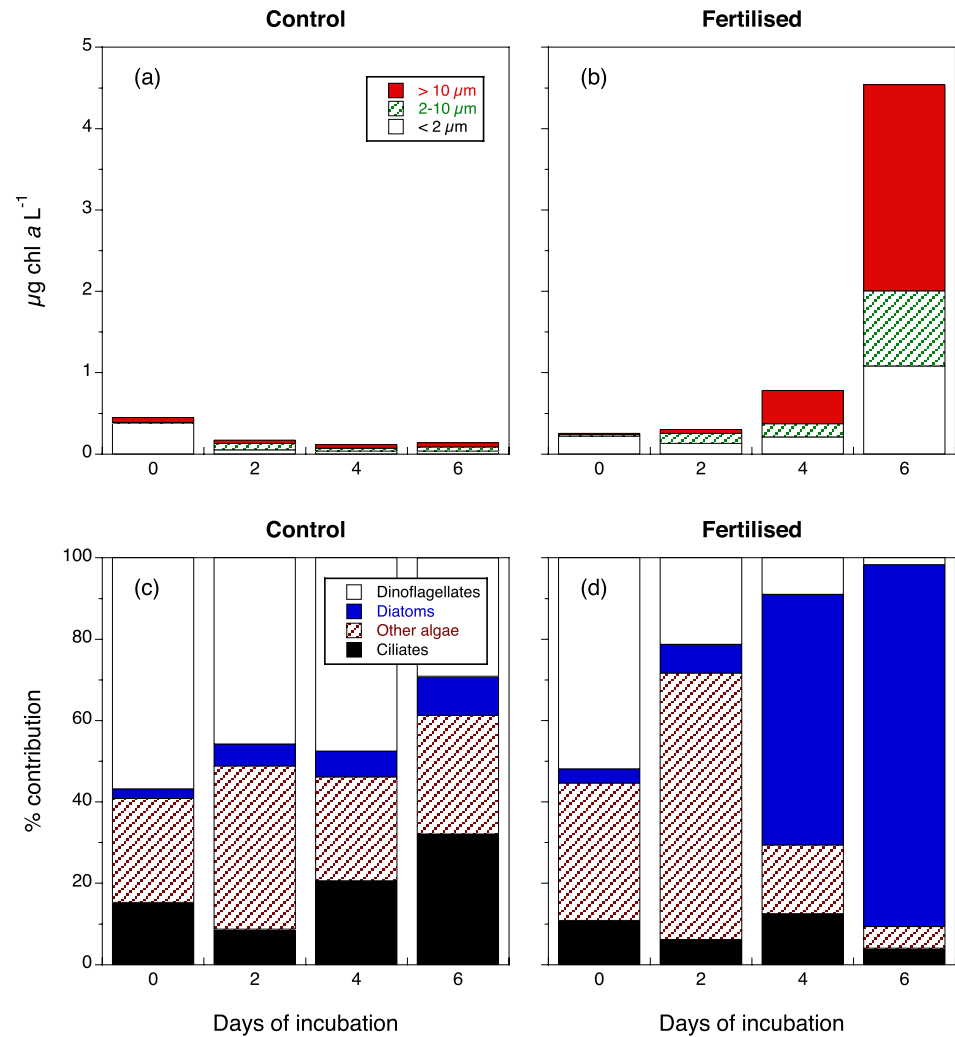 Control
Fertilised
(a)
(b)
> 10 µm
2-10 µm
< 2 µm
5
4
3
2
1
0
µg chl a L-1
0 2 4 6
0 2 4 6
Control
Fertilised
(c)
(d)
Dinoflagellates
Diatoms
Other algae
Ciliates
100
80
60
40
20
0
% contribution
0 2 4 6
0 2 4 6
Days of incubation
Days of incubation